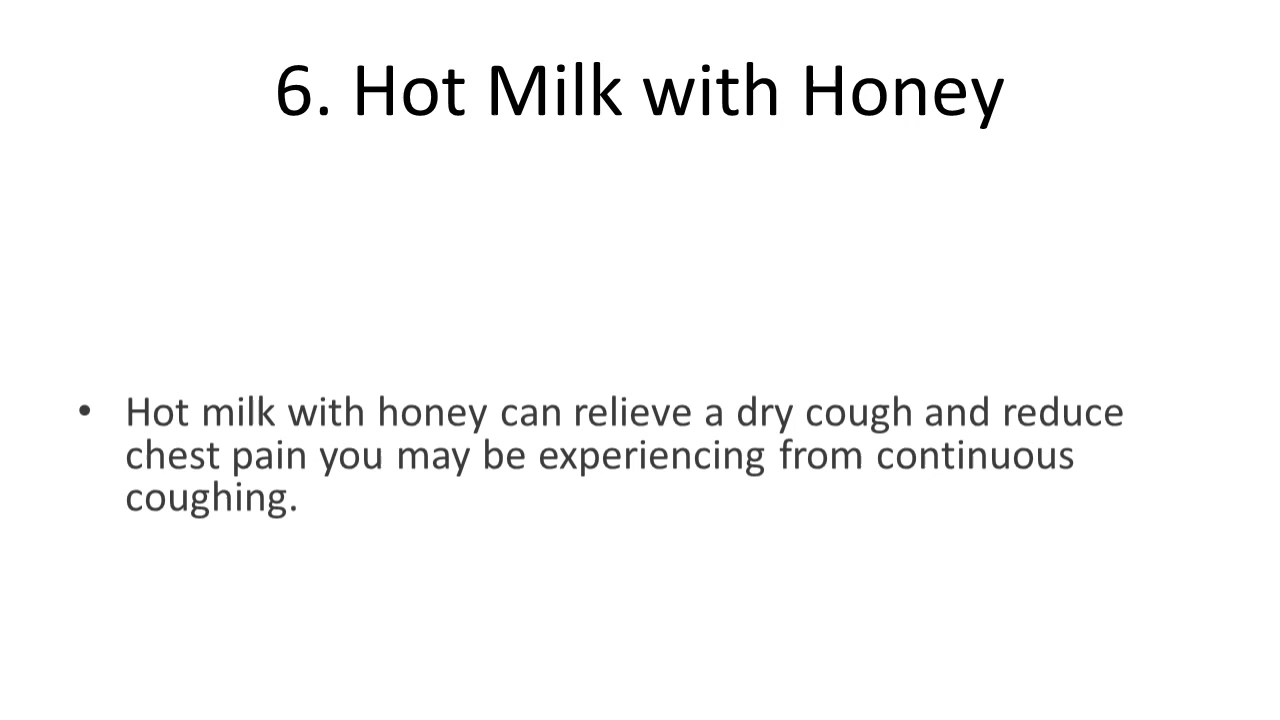 6. Hot Milk with Honey
• Hot milk with honey can relieve a dry cough and reduce
chest pain you may be experiencing from continuous
coughing.